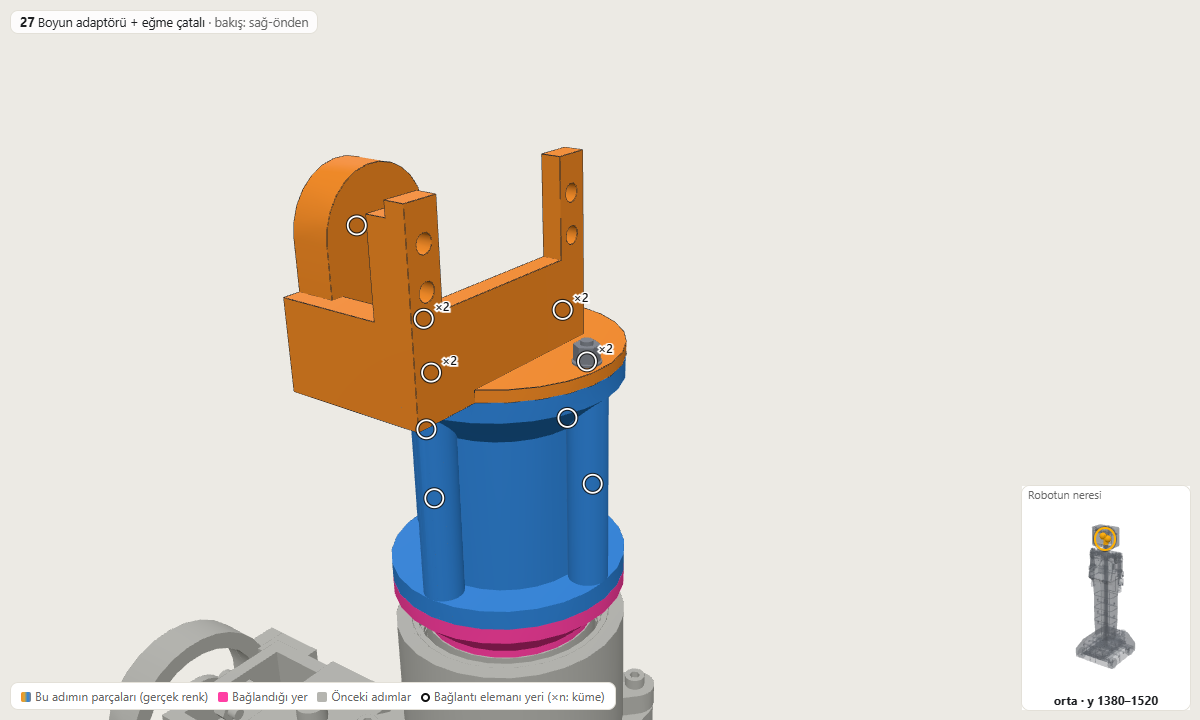 27 Boyun adaptörü + eğme çatalı · bakış: sağ-önden
×2
×2
×2
×2
Robotun neresi
orta · y 1380–1520
Bu adımın parçaları (gerçek renk) Bağlandığı yer Önceki adımlar Bağlantı elemanı yeri (×n: küme)